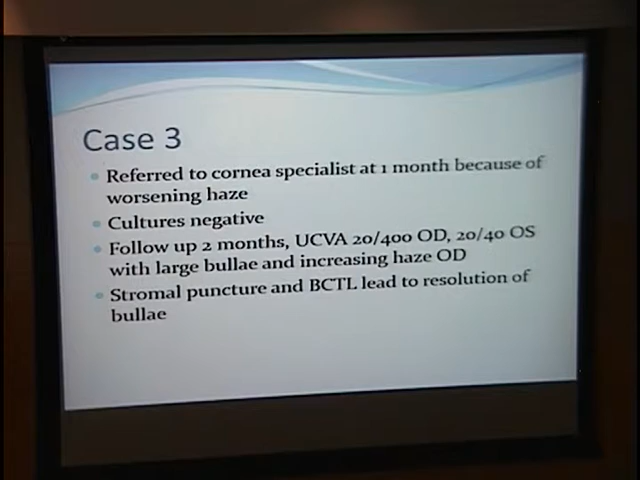 Case 3
Referred to cornea specialist at 1 month because of
worsening haze
Cultures negative
Follow up 2 months, UCVA 20/400 OD, 20/40 OS
with large bullae and increasing haze OD
Stromal puncture and BCTL lead to resolution of
bullae